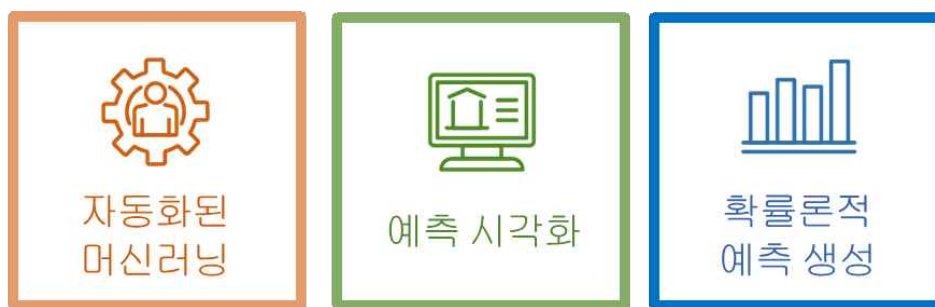 자동화된
머신러닝
예측 시각화
확률론적
예측 생성